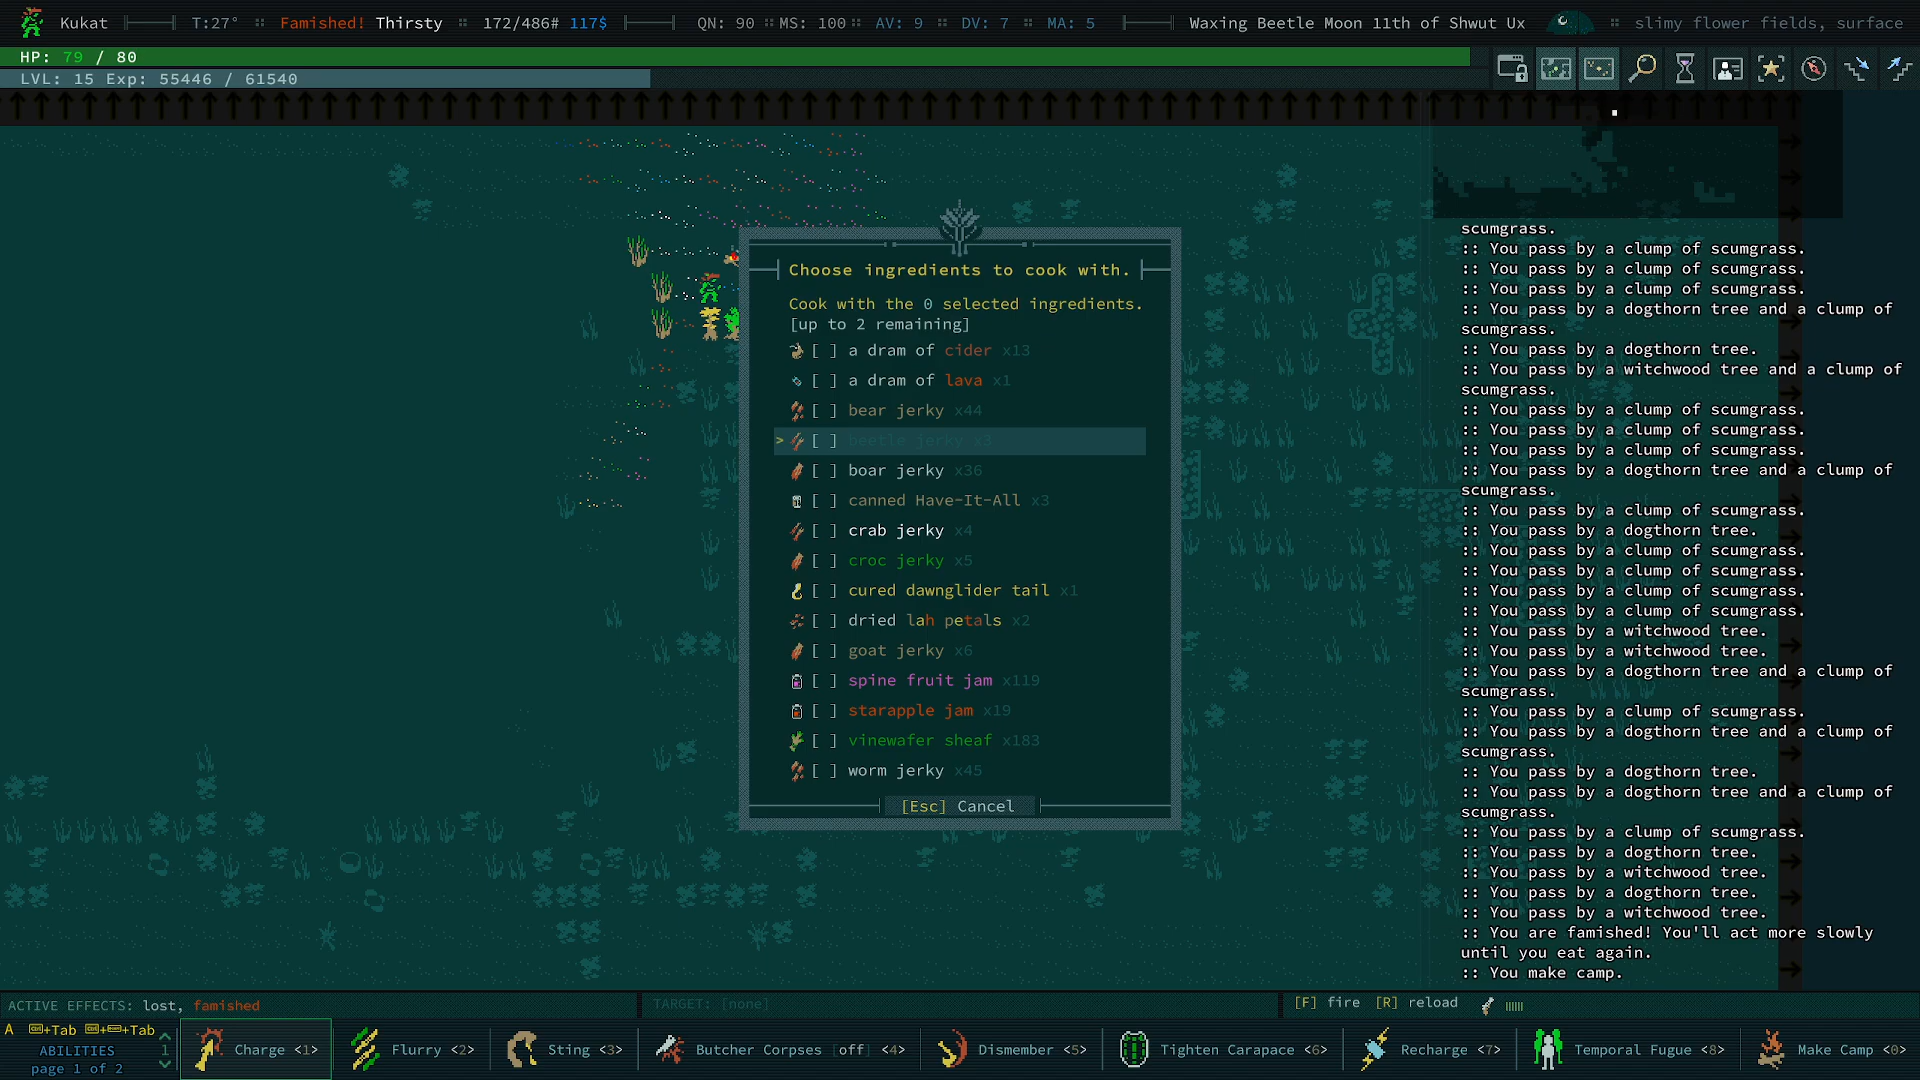 Kukat T:27° :: Famished! Thirsty :: 172/486# 117$ QN: 90 :: MS: 100 :: AV: 9 :: DV: 7 :: MA: 5 Waxing Beetle Moon 11th of Shwut Ux :: slimy flower fields, surface
HP: 79 / 80
LVL: 15 Exp: 55446 / 61540
Choose ingredients to cook with.
Cook with the 0 selected ingredients.
[up to 2 remaining]
[ ] a dram of cider x13
[ ] a dram of lava x1
[ ] bear jerky x44
> [ ] beetle jerky x3
[ ] boar jerky x36
[ ] canned Have-It-All x3
[ ] crab jerky x4
[ ] croc jerky x5
[ ] cured dawnglider tail x1
[ ] dried lah petals x2
[ ] goat jerky x6
[ ] spine fruit jam x119
[ ] starapple jam x19
[ ] vinewafer sheaf x183
[ ] worm jerky x45
[Esc] Cancel
scumgrass.
:: You pass by a clump of scumgrass.
:: You pass by a clump of scumgrass.
:: You pass by a clump of scumgrass.
:: You pass by a dogthorn tree and a clump of
scumgrass.
:: You pass by a dogthorn tree.
:: You pass by a witchwood tree and a clump of
scumgrass.
:: You pass by a clump of scumgrass.
:: You pass by a clump of scumgrass.
:: You pass by a clump of scumgrass.
:: You pass by a dogthorn tree and a clump of
scumgrass.
:: You pass by a clump of scumgrass.
:: You pass by a dogthorn tree.
:: You pass by a clump of scumgrass.
:: You pass by a clump of scumgrass.
:: You pass by a clump of scumgrass.
:: You pass by a clump of scumgrass.
:: You pass by a witchwood tree.
:: You pass by a witchwood tree.
:: You pass by a dogthorn tree and a clump of
scumgrass.
:: You pass by a clump of scumgrass.
:: You pass by a dogthorn tree and a clump of
scumgrass.
:: You pass by a dogthorn tree.
:: You pass by a dogthorn tree and a clump of
scumgrass.
:: You pass by a clump of scumgrass.
:: You pass by a dogthorn tree.
:: You pass by a witchwood tree.
:: You pass by a dogthorn tree.
:: You pass by a witchwood tree.
:: You are famished! You'll act more slowly
until you eat again.
:: You make camp.
ACTIVE EFFECTS: lost, famished
TARGET: [none]
[F] fire [R] reload
A +Tab +Tab
ABILITIES 1
page 1 of 2
Charge <1>
Flurry <2>
Sting <3>
Butcher Corpses [off] <4>
Dismember <5>
Tighten Carapace <6>
Recharge <7>
Temporal Fugue <8>
Make Camp <0>